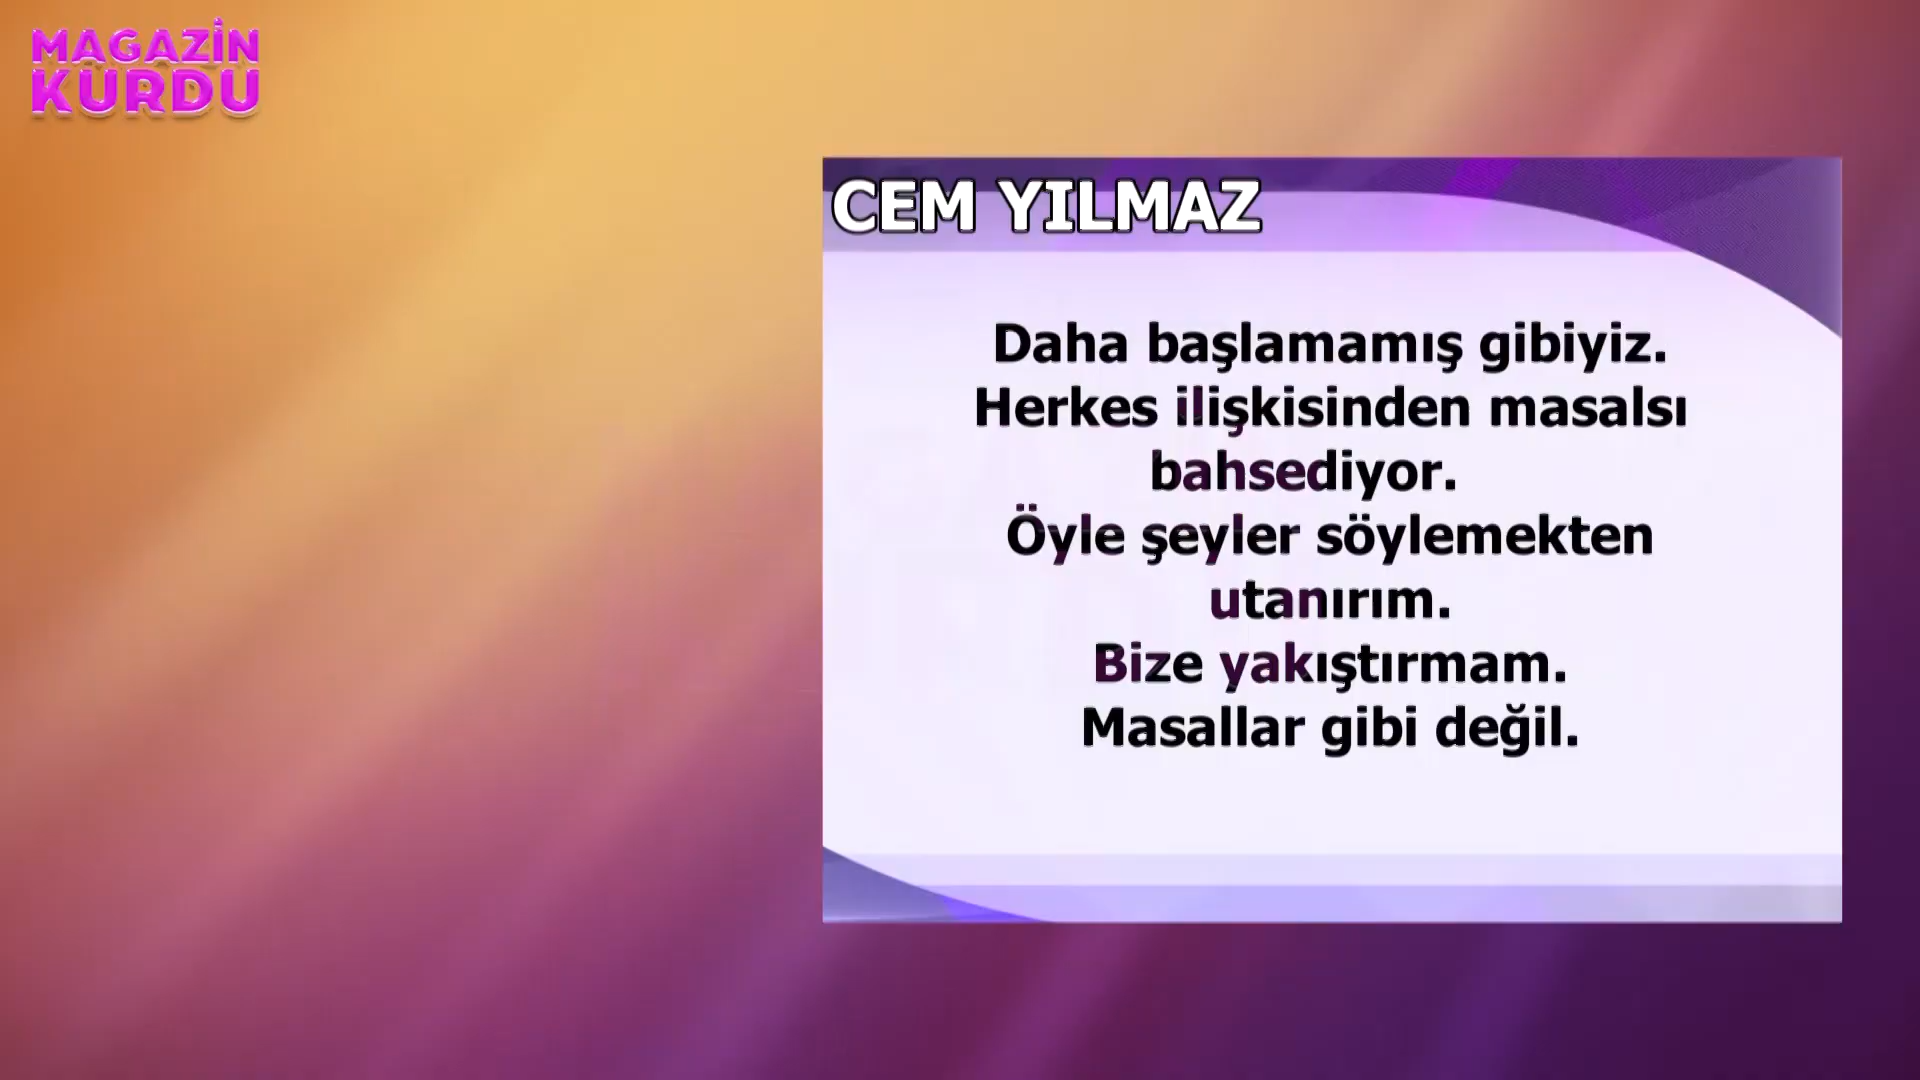 MAGAZİN
KURDU
CEM YILMAZ
Daha başlamamış gibiyiz.
Herkes ilişkisinden masalsı
bahsediyor.
Öyle şeyler söylemekten
utanırım.
Bize yakıştırmam.
Masallar gibi değil.